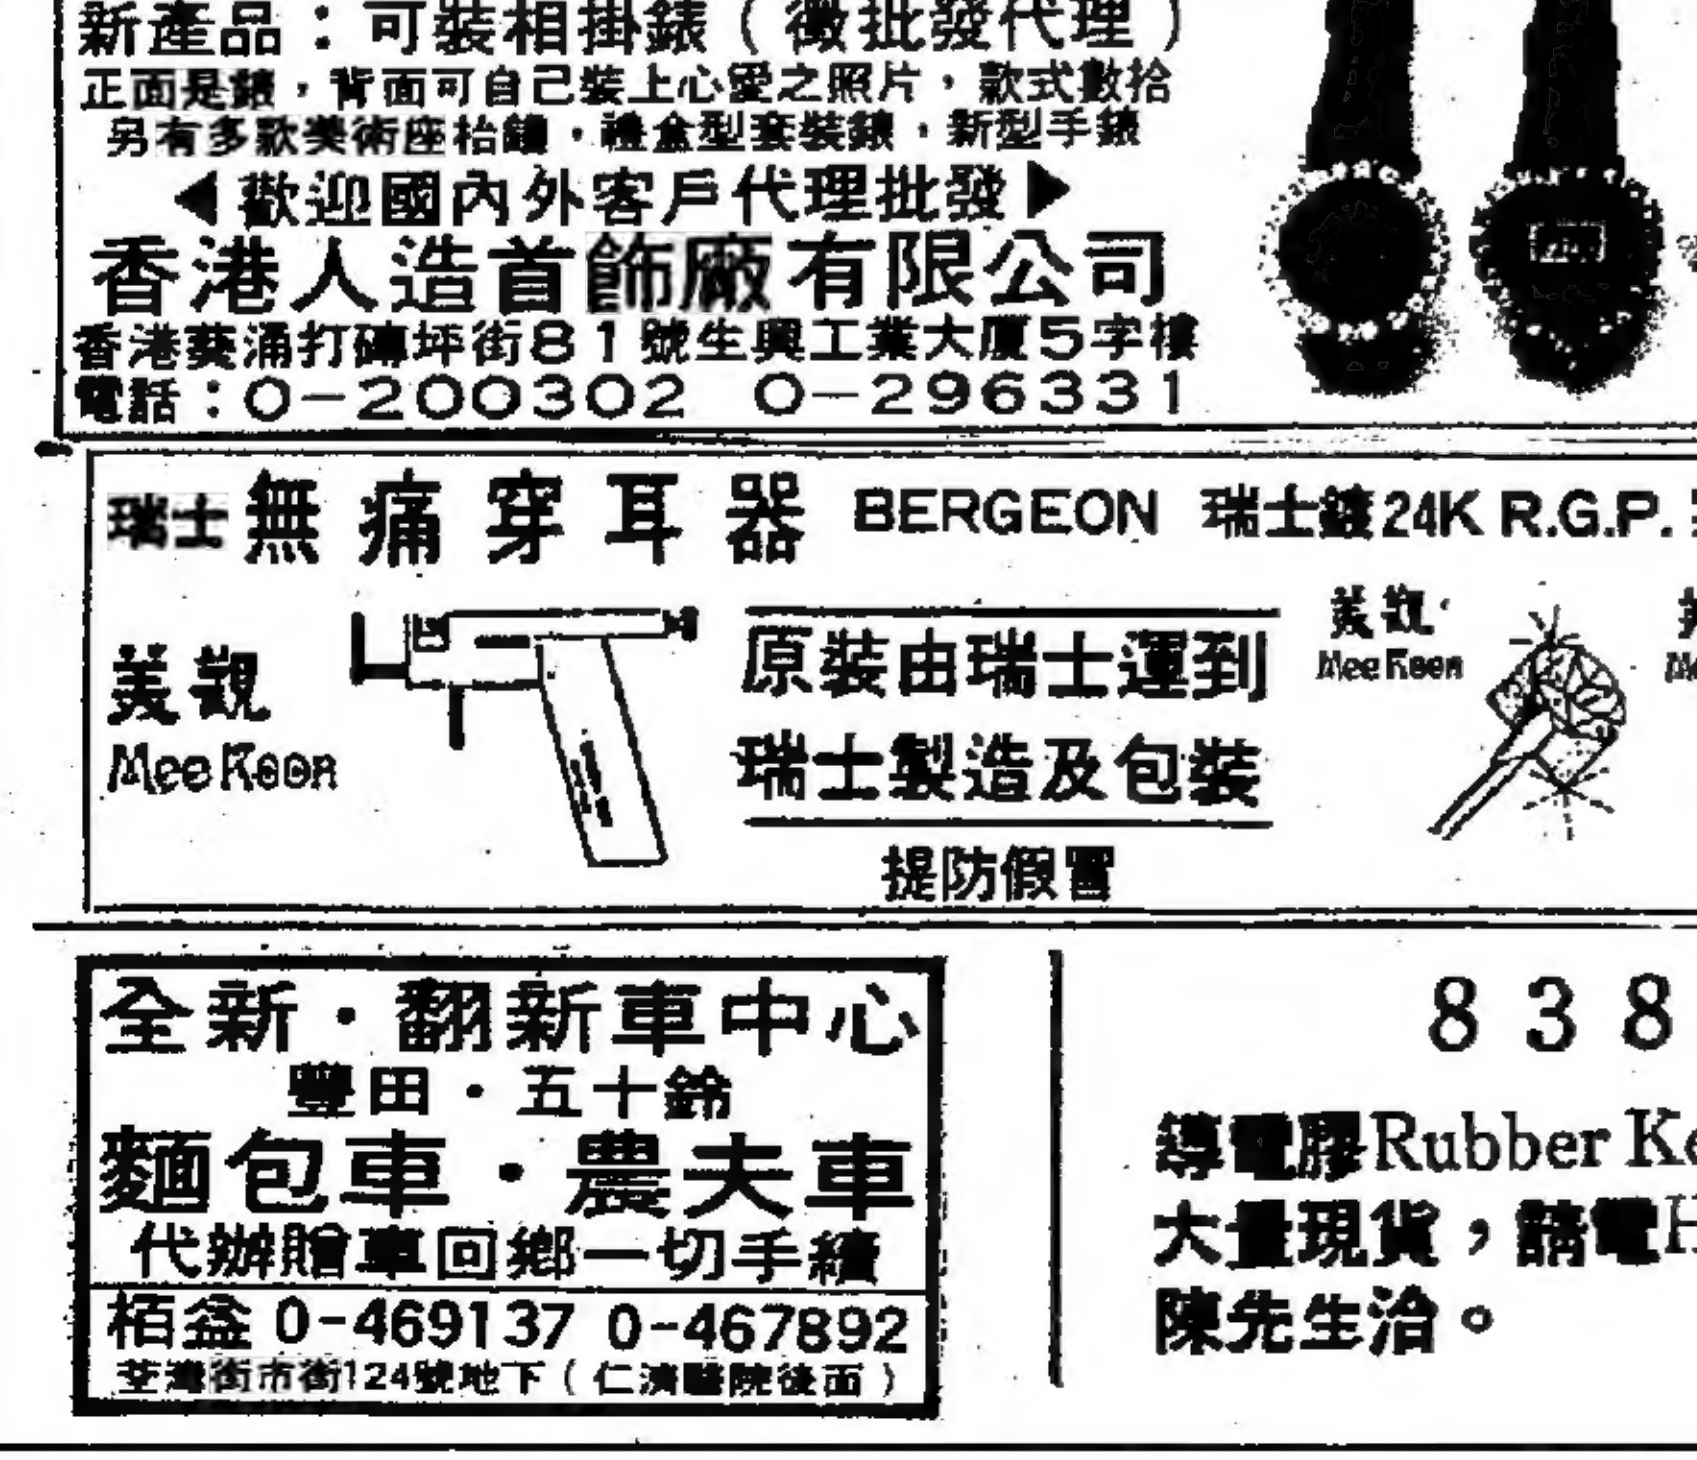 新產品：可裝相掛錶（徵批發代理）
正面是錶，背面可自己裝上心愛之照片，款式數拾
另有多款美術座枱鐘，禮盒型套裝錶，新型手錶
◀歡迎國內外客戶代理批發▶
香港人造首飾廠有限公司
香港葵涌打磚坪街81號生興工業大厦5字樓
電話：0-200302 0-296331
瑞士無痛穿耳器 BERGEON 瑞士鍍24K R.G.P.
美觀
Mee Koon
原裝由瑞士運到
瑞士製造及包裝
提防假冒
美觀
Mee Koon
全新·翻新車中心
豐田·五十鈴
麵包車·農夫車
代辦贈車回鄉一切手續
栢益 0-469137 0-467892
荃灣街市街124號地下（仁濟醫院後面）
838
導電膠Rubber Ke
大量現貨，請電H
陳先生洽。